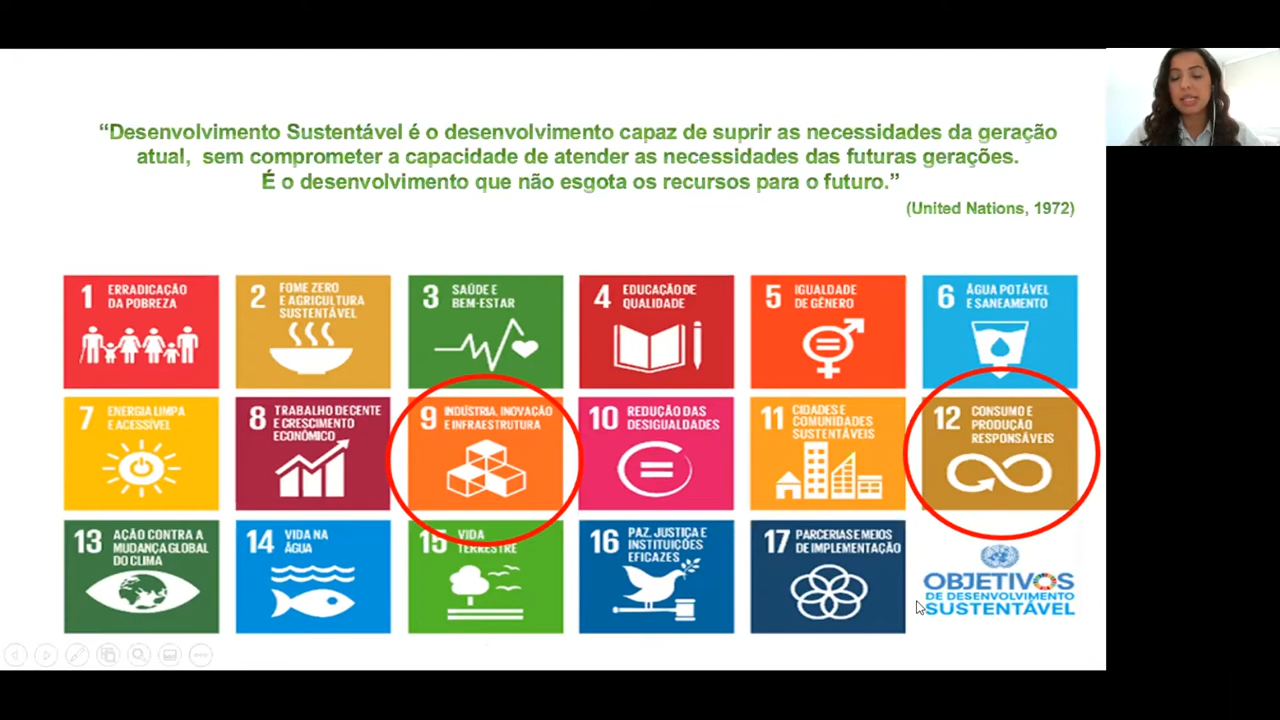 “Desenvolvimento Sustentável é o desenvolvimento capaz de suprir as necessidades da geração
atual, sem comprometer a capacidade de atender as necessidades das futuras gerações.
É o desenvolvimento que não esgota os recursos para o futuro.”
(United Nations, 1972)
1 ERRADICAÇÃO
DA POBREZA
2 FOME ZERO
E AGRICULTURA
SUSTENTÁVEL
3 SAÚDE E
BEM-ESTAR
4 EDUCAÇÃO DE
QUALIDADE
5 IGUALDADE
DE GÊNERO
6 ÁGUA POTÁVEL
E SANEAMENTO
7 ENERGIA LIMPA
E ACESSÍVEL
8 TRABALHO DECENTE
E CRESCIMENTO
ECONÔMICO
9 INDÚSTRIA, INOVAÇÃO
E INFRAESTRUTURA
10 REDUÇÃO DAS
DESIGUALDADES
11 CIDADES E
COMUNIDADES
SUSTENTÁVEIS
12 CONSUMO E
PRODUÇÃO
RESPONSÁVEIS
13 AÇÃO CONTRA A
MUDANÇA GLOBAL
DO CLIMA
14 VIDA NA
ÁGUA
15 VIDA
TERRESTRE
16 PAZ, JUSTIÇA E
INSTITUIÇÕES
EFICAZES
17 PARCERIAS E MEIOS
DE IMPLEMENTAÇÃO
OBJETIVOS
DE DESENVOLVIMENTO
SUSTENTÁVEL